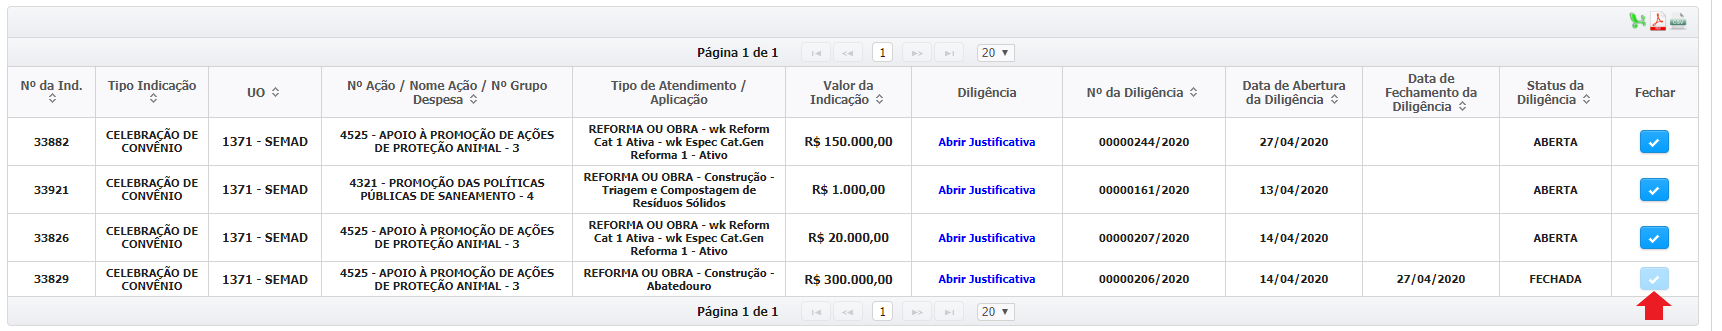 CSV
Página 1 de 1 1 20
Nº da Ind. Tipo Indicação UO Nº Ação / Nome Ação / Nº Grupo Despesa Tipo de Atendimento / Aplicação Valor da Indicação Diligência Nº da Diligência Data de Abertura da Diligência Data de Fechamento da Diligência Status da Diligência Fechar
33882 CELEBRAÇÃO DE CONVÊNIO 1371 - SEMAD 4525 - APOIO À PROMOÇÃO DE AÇÕES DE PROTEÇÃO ANIMAL - 3 REFORMA OU OBRA - wk Reform Cat 1 Ativa - wk Espec Cat.Gen Reforma 1 - Ativo R$ 150.000,00 Abrir Justificativa 00000244/2020 27/04/2020 ABERTA
33921 CELEBRAÇÃO DE CONVÊNIO 1371 - SEMAD 4321 - PROMOÇÃO DAS POLÍTICAS PÚBLICAS DE SANEAMENTO - 4 REFORMA OU OBRA - Construção - Triagem e Compostagem de Resíduos Sólidos R$ 1.000,00 Abrir Justificativa 00000161/2020 13/04/2020 ABERTA
33826 CELEBRAÇÃO DE CONVÊNIO 1371 - SEMAD 4525 - APOIO À PROMOÇÃO DE AÇÕES DE PROTEÇÃO ANIMAL - 3 REFORMA OU OBRA - wk Reform Cat 1 Ativa - wk Espec Cat.Gen Reforma 1 - Ativo R$ 20.000,00 Abrir Justificativa 00000207/2020 14/04/2020 ABERTA
33829 CELEBRAÇÃO DE CONVÊNIO 1371 - SEMAD 4525 - APOIO À PROMOÇÃO DE AÇÕES DE PROTEÇÃO ANIMAL - 3 REFORMA OU OBRA - Construção - Abatedouro R$ 300.000,00 Abrir Justificativa 00000206/2020 14/04/2020 27/04/2020 FECHADA
Página 1 de 1 1 20